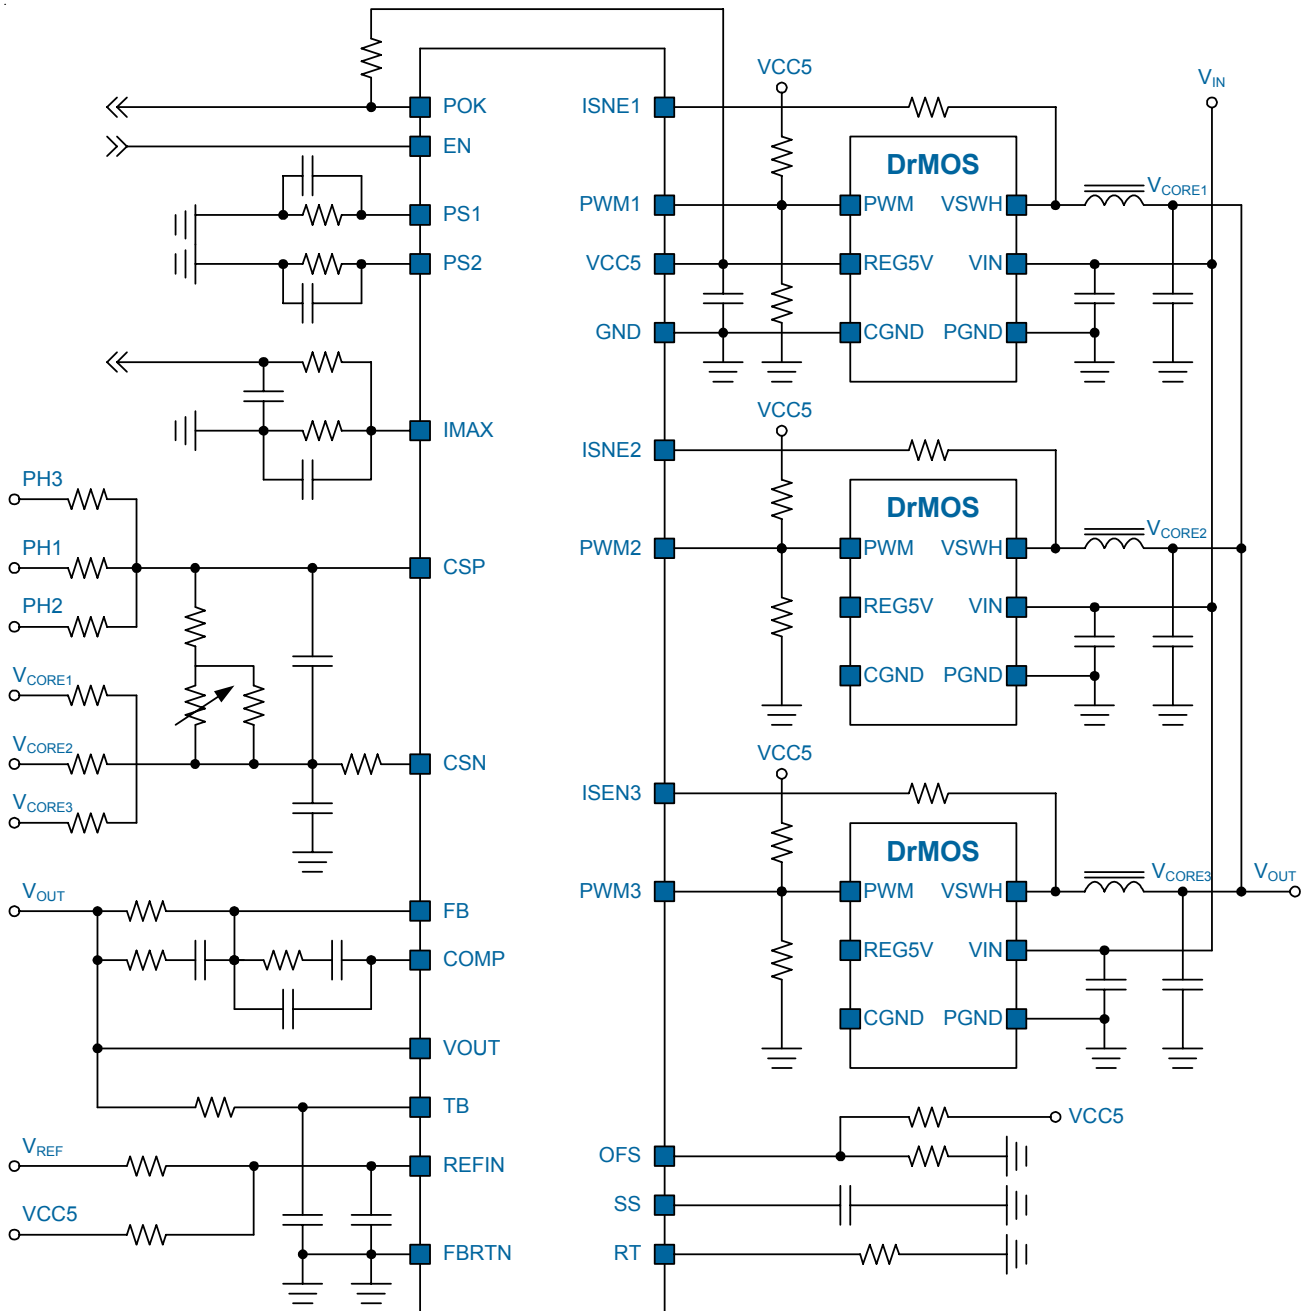 POK
EN
PS1
PS2
IMAX
PH3
PH1
PH2
CSP
VCORE1
VCORE2
VCORE3
CSN
VOUT
FB
COMP
VOUT
TB
VREF
REFIN
VCC5
FBRTN
ISNE1
PWM1
VCC5
GND
ISNE2
PWM2
ISEN3
PWM3
OFS
SS
RT
VCC5
VCC5
DrMOS
PWM VSWH
REG5V VIN
CGND PGND
VCORE1
VIN
VCC5
DrMOS
PWM VSWH
REG5V VIN
CGND PGND
VCORE2
VCC5
DrMOS
PWM VSWH
REG5V VIN
CGND PGND
VCORE3
VOUT